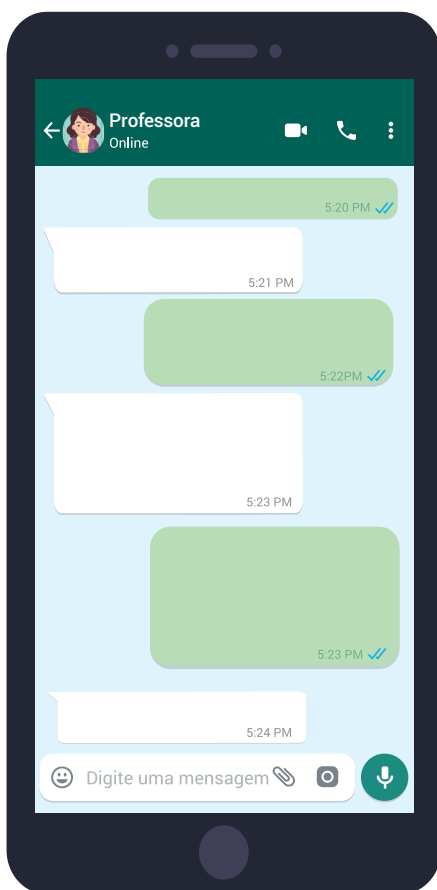 Professora
Online
5:20 PM
5:21 PM
5:22PM
5:23 PM
5:23 PM
5:24 PM
Digite uma mensagem